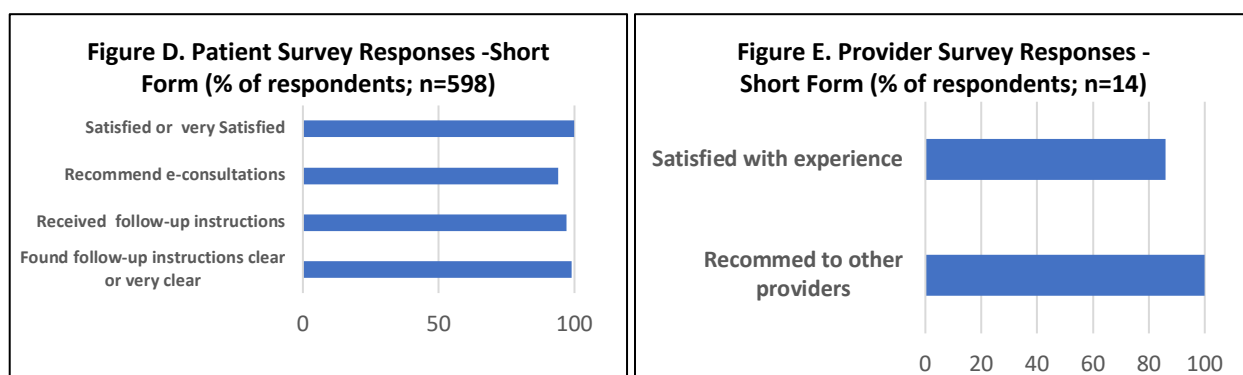 Figure D. Patient Survey Responses -Short
Form (% of respondents; n=598)
Satisfied or very Satisfied
Recommend e-consultations
Received follow-up instructions
Found follow-up instructions clear
or very clear
0 50 100
Figure E. Provider Survey Responses -
Short Form (% of respondents; n=14)
Satisfied with experience
Recommed to other
providers
0 20 40 60 80 100